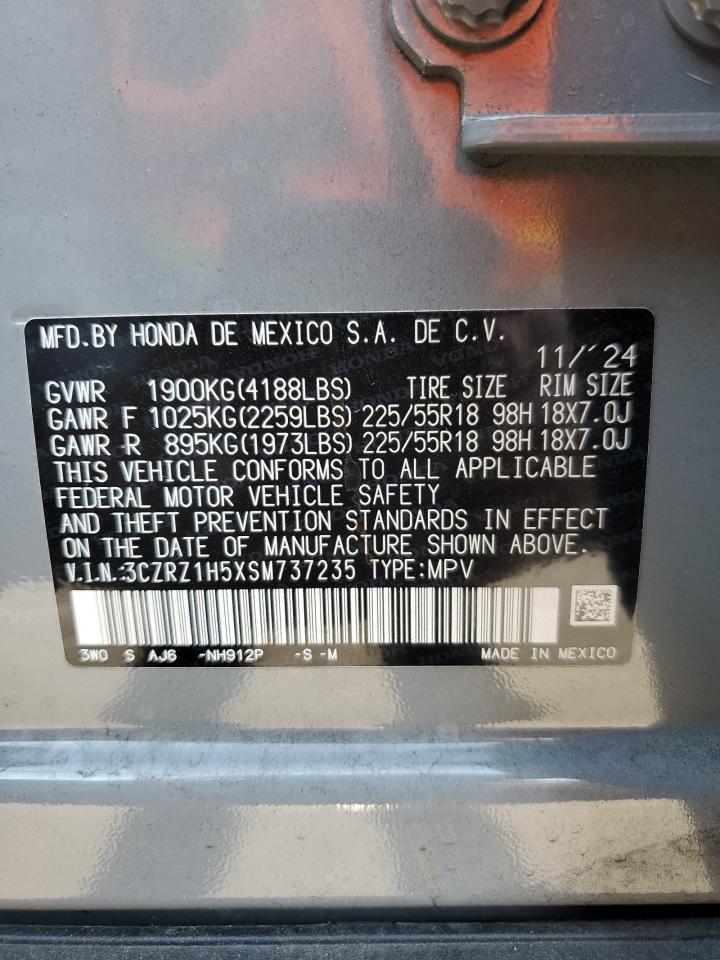 MFD.BY HONDA DE MEXICO S.A. DE C.V.
11/´24
GVWR 1900KG(4188LBS) TIRE SIZE RIM SIZE
GAWR F 1025KG(2259LBS) 225/55R18 98H 18X7.0J
GAWR R 895KG(1973LBS) 225/55R18 98H 18X7.0J
THIS VEHICLE CONFORMS TO ALL APPLICABLE
FEDERAL MOTOR VEHICLE SAFETY
AND THEFT PREVENTION STANDARDS IN EFFECT
ON THE DATE OF MANUFACTURE SHOWN ABOVE.
V.I.N.:3CZRZ1H5XSM737235 TYPE:MPV
3W0 S AJ6 -NH912P -S -M MADE IN MEXICO